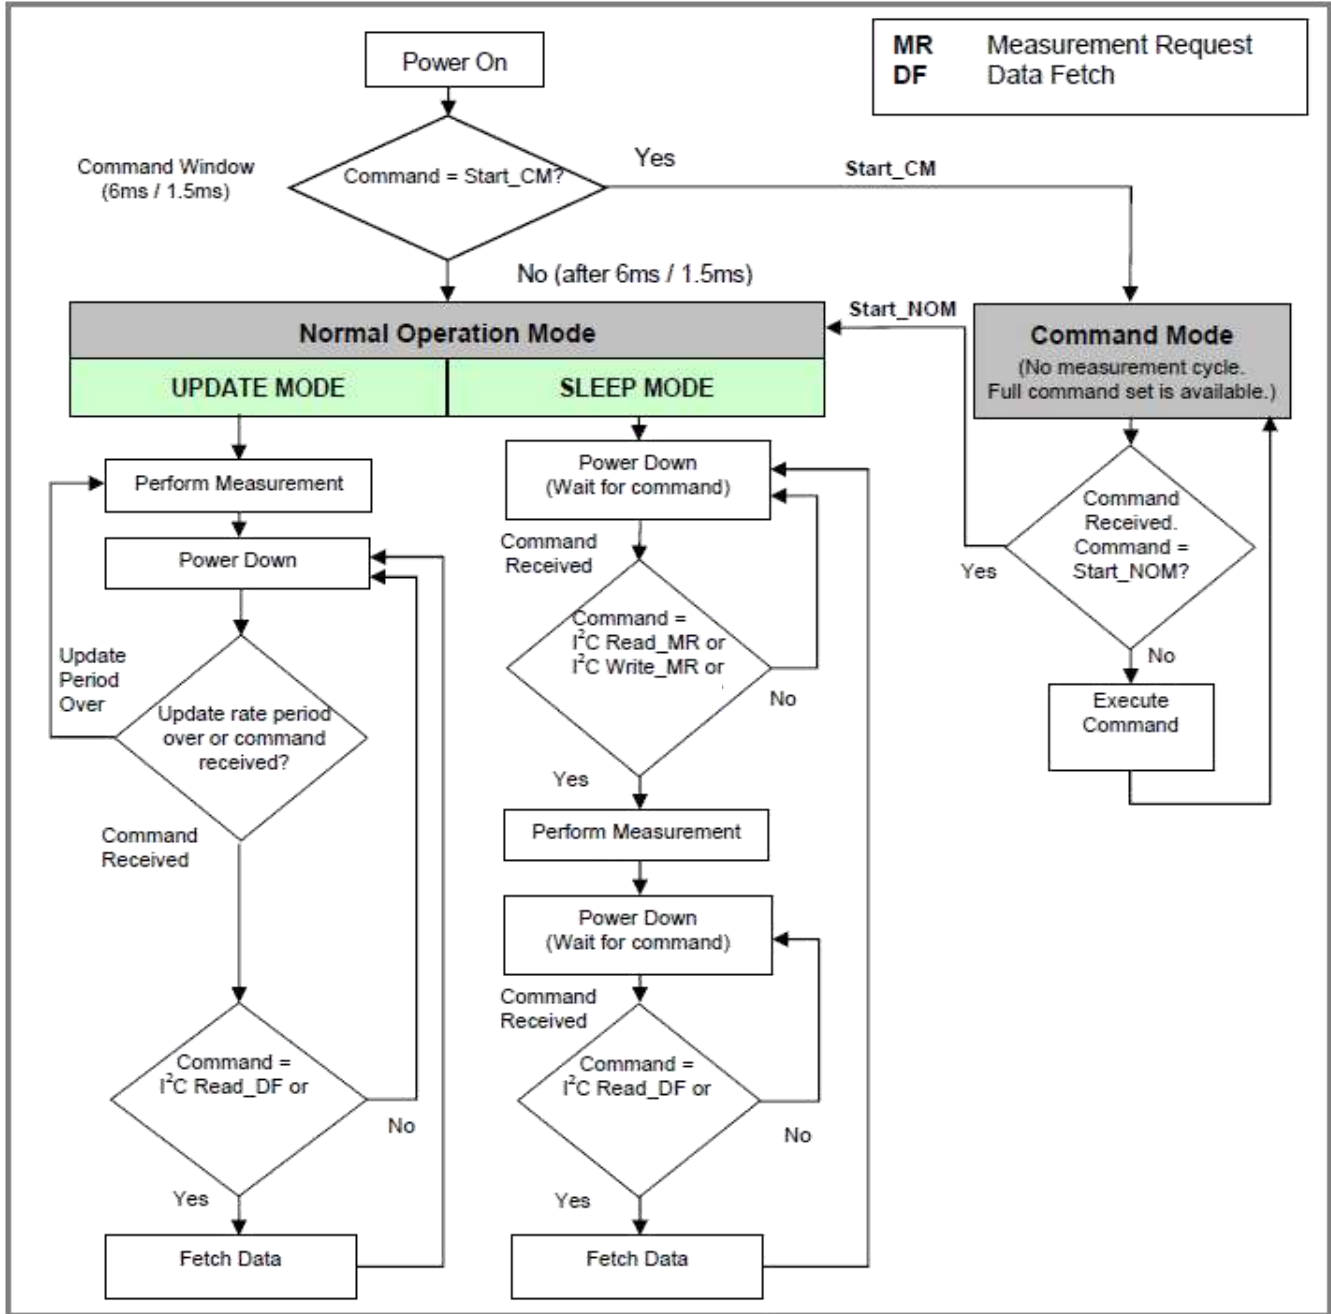 Power On
MR Measurement Request
DF Data Fetch
Command Window
(6ms / 1.5ms)
Command = Start_CM?
Yes
Start_CM
No (after 6ms / 1.5ms)
Normal Operation Mode
UPDATE MODE
SLEEP MODE
Start_NOM
Command Mode
(No measurement cycle.
Full command set is available.)
Perform Measurement
Power Down
Update
Period
Over
Update rate period
over or command
received?
Command
Received
Command =
I²C Read_DF or
No
Yes
Fetch Data
Power Down
(Wait for command)
Command
Received
Command =
I²C Read_MR or
I²C Write_MR or
No
Yes
Perform Measurement
Power Down
(Wait for command)
Command
Received
Command =
I²C Read_DF or
No
Yes
Fetch Data
Command
Received.
Command =
Start_NOM?
Yes
No
Execute
Command